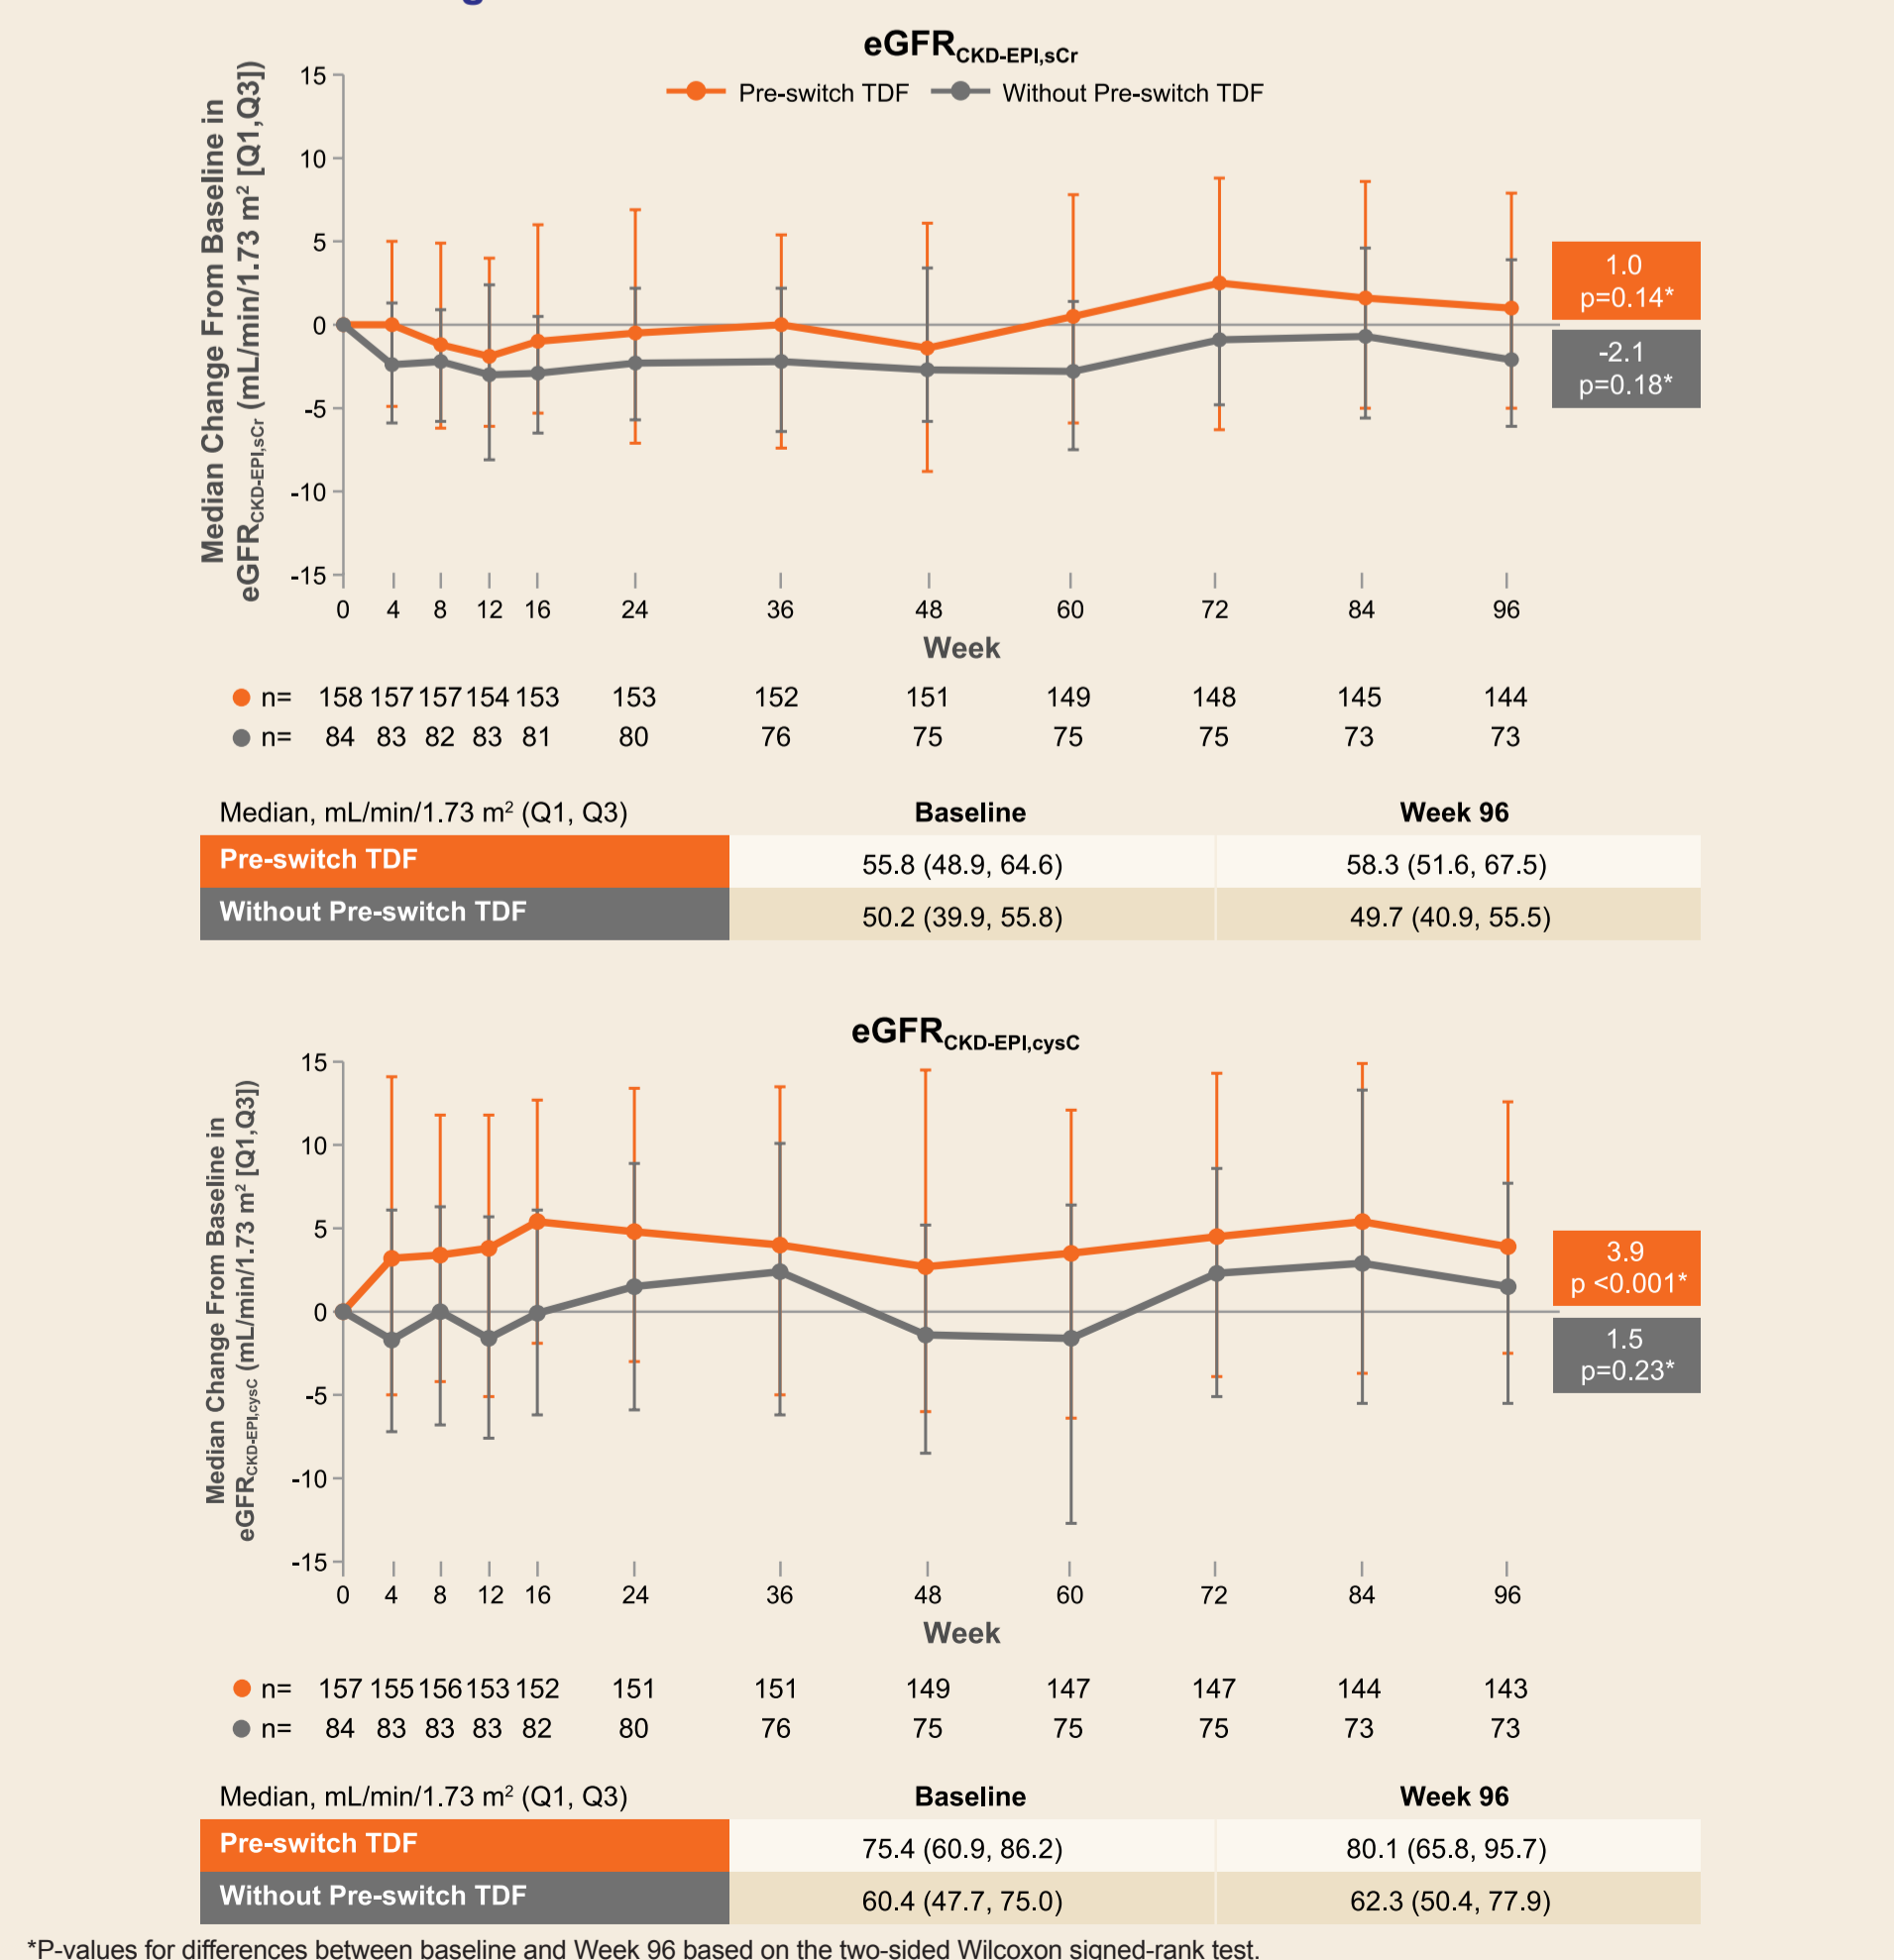 eGFRCKD-EPI,sCr
Pre-switch TDF Without Pre-switch TDF
Median Change From Baseline in
eGFRCKD-EPI,sCr (mL/min/1.73 m² [Q1,Q3])
15
10
5
0
-5
-10
-15
1.0
p=0.14*
-2.1
p=0.18*
0 4 8 12 16 24 36 48 60 72 84 96
Week
n= 158 157 157 154 153 153 152 151 149 148 145 144
n= 84 83 82 83 81 80 76 75 75 75 73 73
Median, mL/min/1.73 m² (Q1, Q3) Baseline Week 96
Pre-switch TDF 55.8 (48.9, 64.6) 58.3 (51.6, 67.5)
Without Pre-switch TDF 50.2 (39.9, 55.8) 49.7 (40.9, 55.5)
eGFRCKD-EPI,cysC
Median Change From Baseline in
eGFRCKD-EPI,cysC (mL/min/1.73 m² [Q1,Q3])
15
10
5
0
-5
-10
-15
3.9
p <0.001*
1.5
p=0.23*
0 4 8 12 16 24 36 48 60 72 84 96
Week
n= 157 155 156 153 152 151 151 149 147 147 144 143
n= 84 83 83 83 82 80 76 75 75 75 73 73
Median, mL/min/1.73 m² (Q1, Q3) Baseline Week 96
Pre-switch TDF 75.4 (60.9, 86.2) 80.1 (65.8, 95.7)
Without Pre-switch TDF 60.4 (47.7, 75.0) 62.3 (50.4, 77.9)
*P-values for differences between baseline and Week 96 based on the two-sided Wilcoxon signed-rank test.